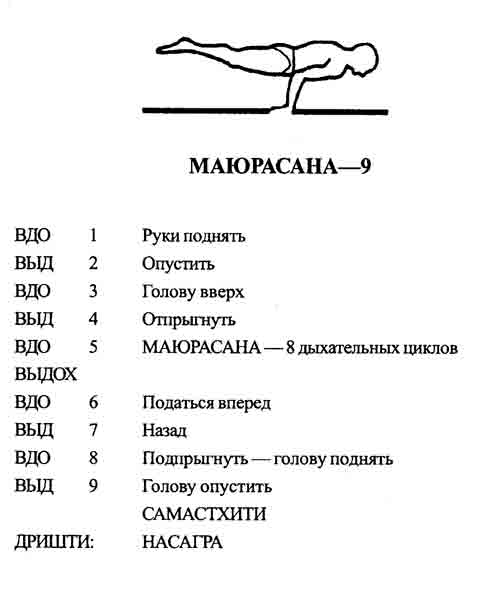 МАЮРАСАНА—9
ВДО 1 Руки поднять
ВЫД 2 Опустить
ВДО 3 Голову вверх
ВЫД 4 Отпрыгнуть
ВДО 5 МАЮРАСАНА — 8 дыхательных циклов
ВЫДОХ
ВДО 6 Податься вперед
ВЫД 7 Назад
ВДО 8 Подпрыгнуть — голову поднять
ВЫД 9 Голову опустить
САМАСТХИТИ
ДРИШТИ: НАСАГРА